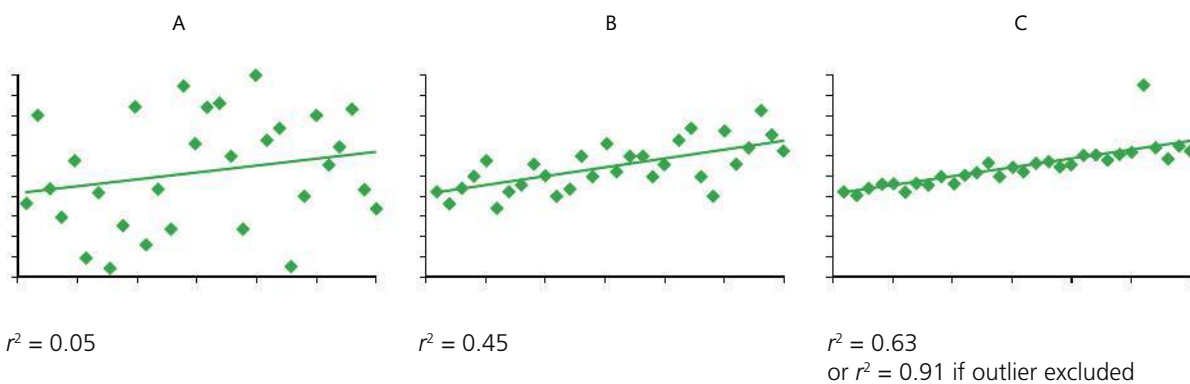 A
B
C
r² = 0.05
r² = 0.45
r² = 0.63
or r² = 0.91 if outlier excluded